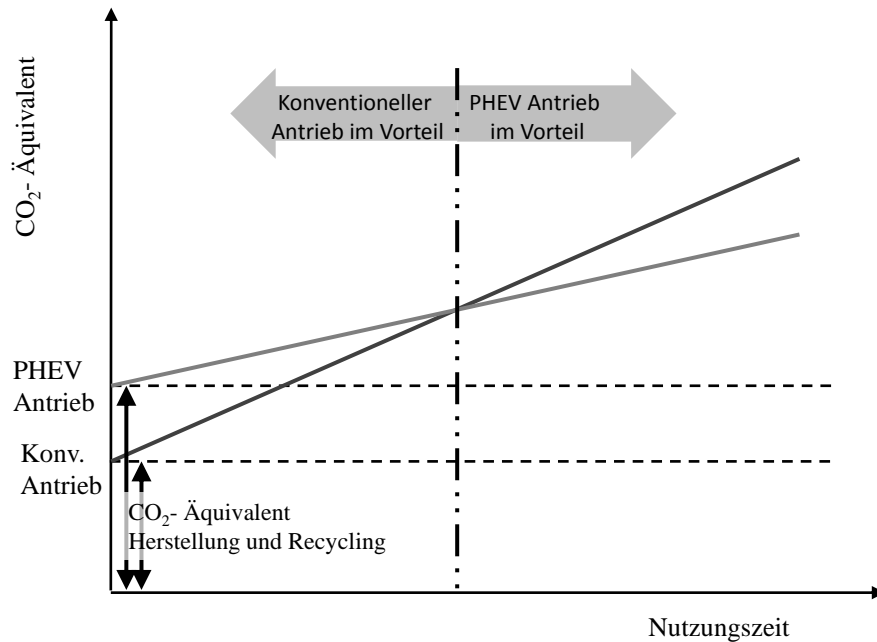 CO₂- Äquivalent
Konventioneller
Antrieb im Vorteil
PHEV Antrieb
im Vorteil
PHEV
Antrieb
Konv.
Antrieb
CO₂- Äquivalent
Herstellung und Recycling
Nutzungszeit